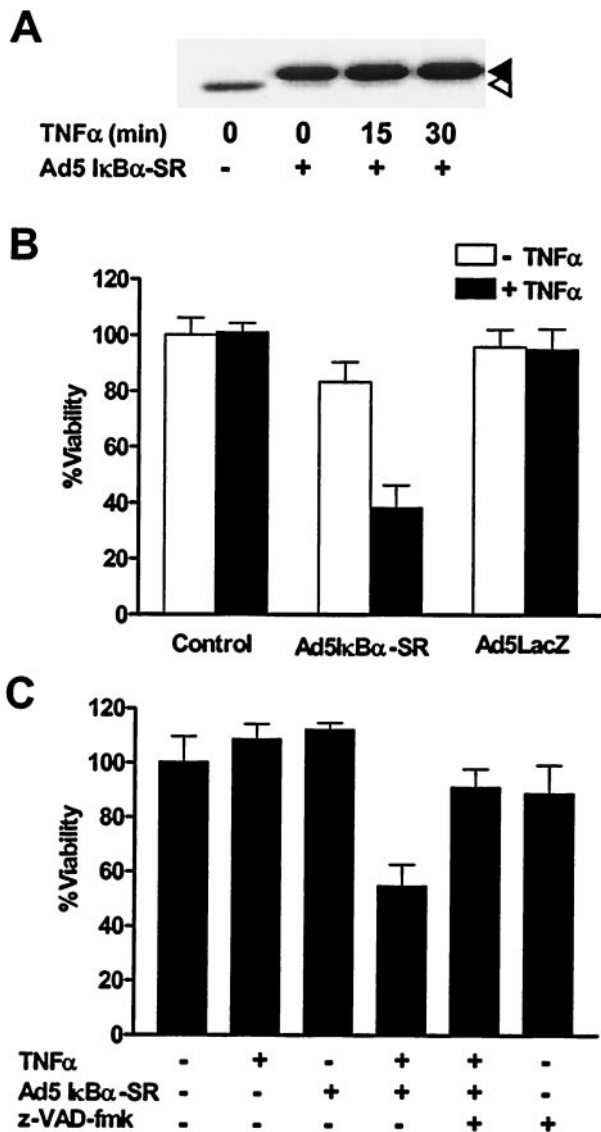 A
TNFα (min) 0 0 15 30
Ad5 IκBα-SR - + + +
B
- TNFα
+ TNFα
%Viability
120
100
80
60
40
20
0
Control Ad5IκBα-SR Ad5LacZ
C
%Viability
120
100
80
60
40
20
0
TNFα - + - + + -
Ad5 IκBα-SR - - + + + -
z-VAD-fmk - - - - + +